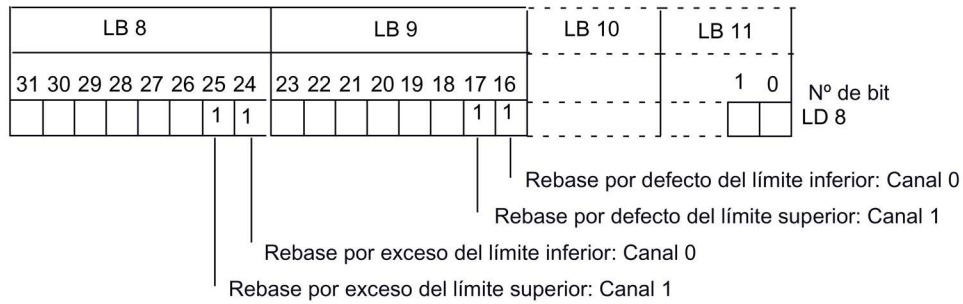 LB 8 LB 9 LB 10 LB 11
31 30 29 28 27 26 25 24 23 22 21 20 19 18 17 16 1 0 Nº de bit
1 1 1 1 LD 8
Rebase por defecto del límite inferior: Canal 0
Rebase por defecto del límite superior: Canal 1
Rebase por exceso del límite inferior: Canal 0
Rebase por exceso del límite superior: Canal 1